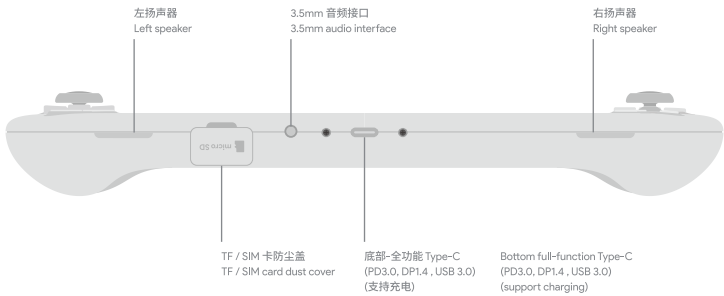 左扬声器
Left speaker
3.5mm 音频接口
3.5mm audio interface
右扬声器
Right speaker
micro SD
TF / SIM 卡防尘盖
TF / SIM card dust cover
底部-全功能 Type-C
(PD3.0, DP1.4 , USB 3.0)
(支持充电)
Bottom full-function Type-C
(PD3.0, DP1.4 , USB 3.0)
(support charging)